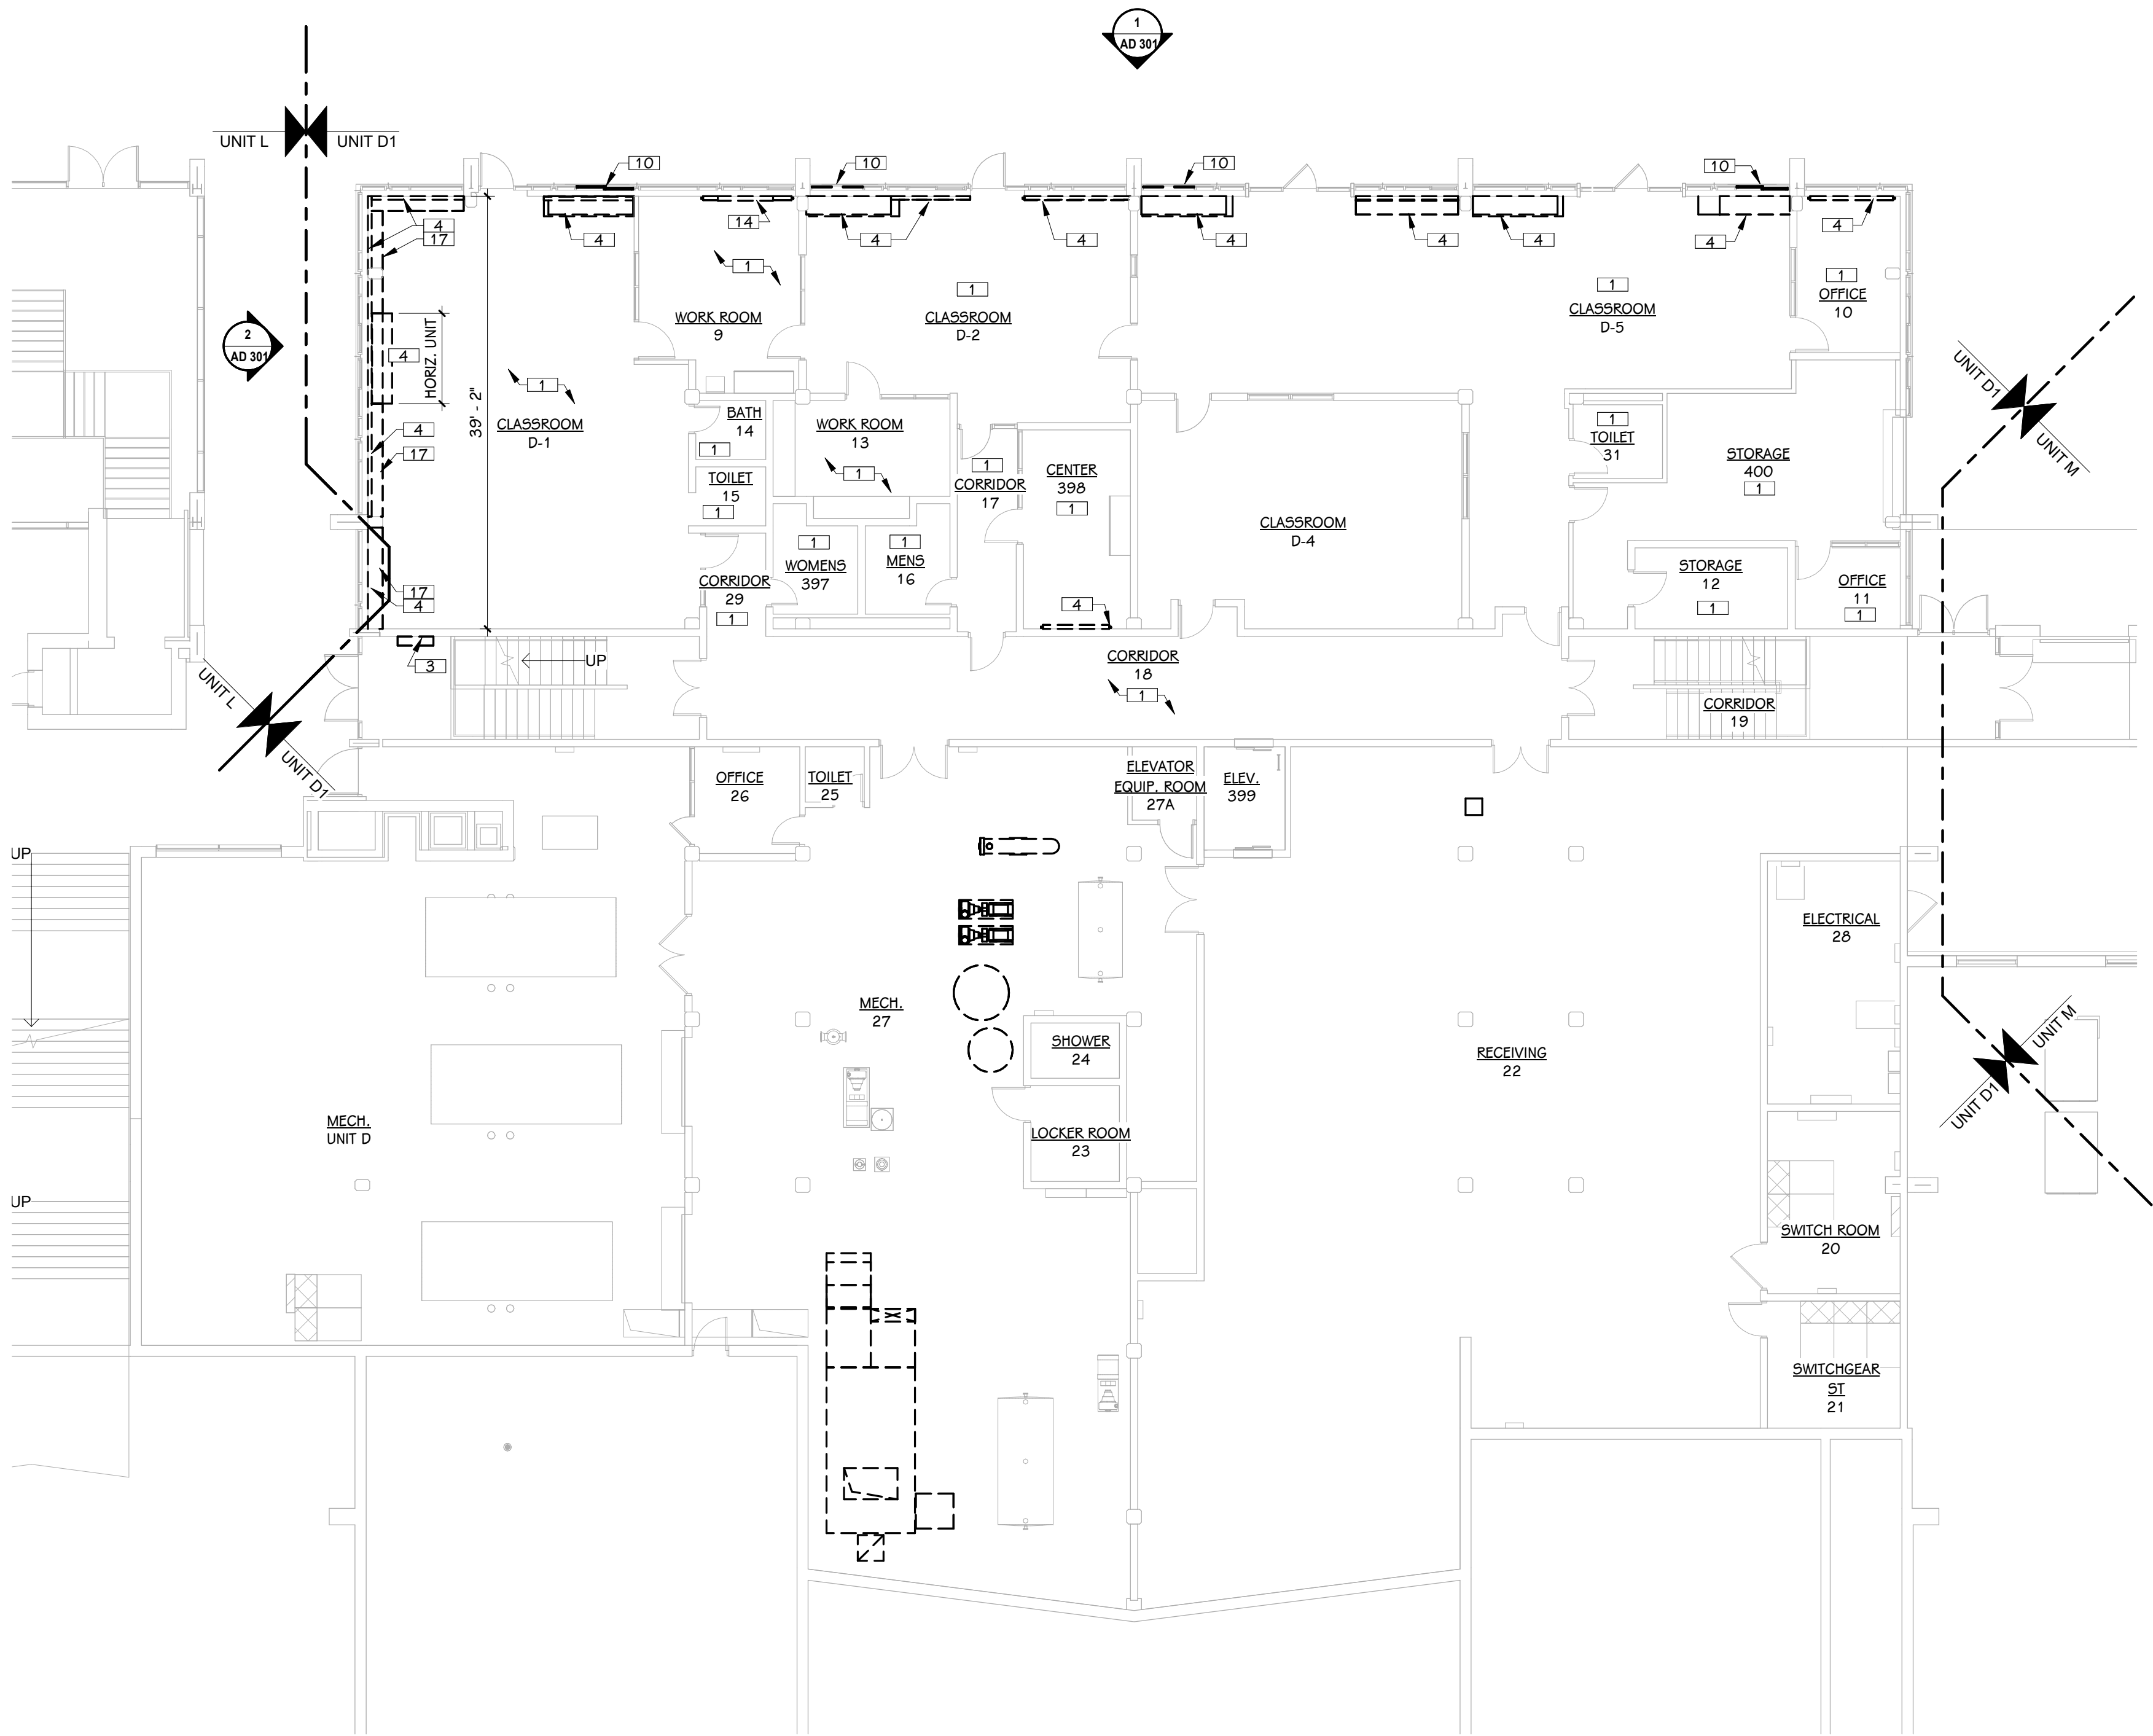 1
AD 301
UNIT L
UNIT D1
10
10
10
10
4
17
4
14
4
4
4
4
4
4
4
1
1
1
1
OFFICE
10
WORK ROOM
9
CLASSROOM
D-2
CLASSROOM
D-5
2
AD 301
4
HORIZ. UNIT
39' - 2"
1
CLASSROOM
D-1
UNIT D1
UNIT M
4
17
BATH
14
1
WORK ROOM
13
1
1
CORRIDOR
17
CENTER
398
1
1
TOILET
31
STORAGE
400
1
TOILET
15
1
CLASSROOM
D-4
1
WOMENS
397
1
MENS
16
17
4
CORRIDOR
29
1
4
STORAGE
12
1
OFFICE
11
1
3
UP
CORRIDOR
18
1
CORRIDOR
19
UNIT L
UNIT D1
OFFICE
26
TOILET
25
ELEVATOR
EQUIP. ROOM
27A
ELEV.
399
UP
ELECTRICAL
28
MECH.
27
SHOWER
24
RECEIVING
22
UNIT M
UNIT D1
MECH.
UNIT D
LOCKER ROOM
23
UP
SWITCH ROOM
20
SWITCHGEAR
ST
21